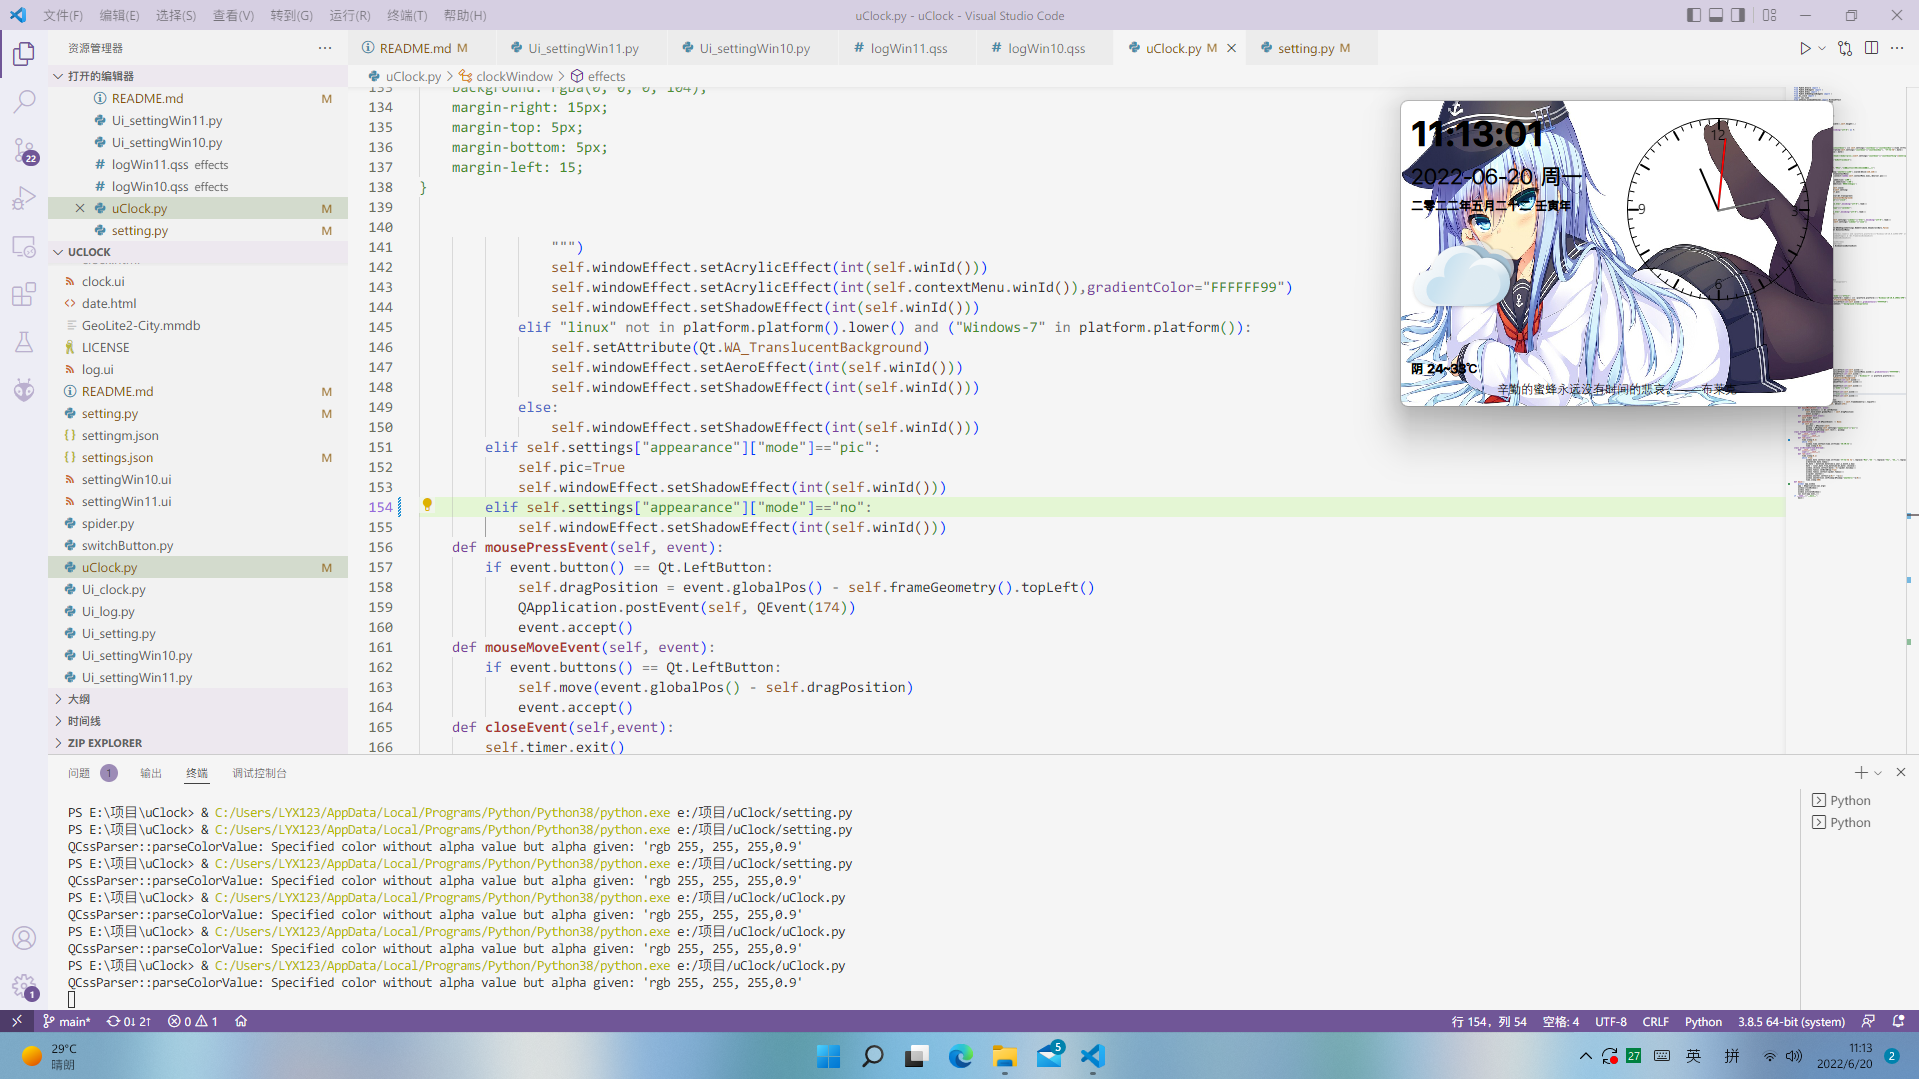 文件(F) 编辑(E) 选择(S) 查看(V) 转到(G) 运行(R) 终端(T) 帮助(H)
uClock.py - uClock - Visual Studio Code
资源管理器
README.md M
Ui_settingWin11.py
Ui_settingWin10.py
# logWin11.qss
# logWin10.qss
uClock.py M
setting.py M
打开的编辑器
README.md M
Ui_settingWin11.py
Ui_settingWin10.py
# logWin11.qss effects
# logWin10.qss effects
uClock.py M
setting.py M
UCLOCK
clock.ui
<> date.html
GeoLite2-City.mmdb
LICENSE
log.ui
README.md M
setting.py M
{} settingm.json
{} settings.json M
settingWin10.ui
settingWin11.ui
spider.py
switchButton.py
uClock.py M
Ui_clock.py
Ui_log.py
Ui_setting.py
Ui_settingWin10.py
Ui_settingWin11.py
大纲
时间线
ZIP EXPLORER
22
1
uClock.py > clockWindow > effects
133 background: rgba(0, 0, 0, 104);
134 margin-right: 15px;
135 margin-top: 5px;
136 margin-bottom: 5px;
137 margin-left: 15;
138 }
139
140
141 """)
142 self.windowEffect.setAcrylicEffect(int(self.winId()))
143 self.windowEffect.setAcrylicEffect(int(self.contextMenu.winId()),gradientColor="FFFFFF99")
144 self.windowEffect.setShadowEffect(int(self.winId()))
145 elif "linux" not in platform.platform().lower() and ("Windows-7" in platform.platform()):
146 self.setAttribute(Qt.WA_TranslucentBackground)
147 self.windowEffect.setAeroEffect(int(self.winId()))
148 self.windowEffect.setShadowEffect(int(self.winId()))
149 else:
150 self.windowEffect.setShadowEffect(int(self.winId()))
151 elif self.settings["appearance"]["mode"]=="pic":
152 self.pic=True
153 self.windowEffect.setShadowEffect(int(self.winId()))
154 elif self.settings["appearance"]["mode"]=="no":
155 self.windowEffect.setShadowEffect(int(self.winId()))
156 def mousePressEvent(self, event):
157 if event.button() == Qt.LeftButton:
158 self.dragPosition = event.globalPos() - self.frameGeometry().topLeft()
159 QApplication.postEvent(self, QEvent(174))
160 event.accept()
161 def mouseMoveEvent(self, event):
162 if event.buttons() == Qt.LeftButton:
163 self.move(event.globalPos() - self.dragPosition)
164 event.accept()
165 def closeEvent(self,event):
166 self.timer.exit()
11:13:01
2022-06-20 周一
二零二二年五月二十二 壬寅年
12
3
6
9
阴 24~33℃
辛勤的蜜蜂永远没有时间的悲哀。——布莱克
问题 1 输出 终端 调试控制台
PS E:\项目\uClock> & C:/Users/LYX123/AppData/Local/Programs/Python/Python38/python.exe e:/项目/uClock/setting.py
PS E:\项目\uClock> & C:/Users/LYX123/AppData/Local/Programs/Python/Python38/python.exe e:/项目/uClock/setting.py
QCssParser::parseColorValue: Specified color without alpha value but alpha given: 'rgb 255, 255, 255,0.9'
PS E:\项目\uClock> & C:/Users/LYX123/AppData/Local/Programs/Python/Python38/python.exe e:/项目/uClock/setting.py
QCssParser::parseColorValue: Specified color without alpha value but alpha given: 'rgb 255, 255, 255,0.9'
PS E:\项目\uClock> & C:/Users/LYX123/AppData/Local/Programs/Python/Python38/python.exe e:/项目/uClock/uClock.py
QCssParser::parseColorValue: Specified color without alpha value but alpha given: 'rgb 255, 255, 255,0.9'
PS E:\项目\uClock> & C:/Users/LYX123/AppData/Local/Programs/Python/Python38/python.exe e:/项目/uClock/uClock.py
QCssParser::parseColorValue: Specified color without alpha value but alpha given: 'rgb 255, 255, 255,0.9'
PS E:\项目\uClock> & C:/Users/LYX123/AppData/Local/Programs/Python/Python38/python.exe e:/项目/uClock/uClock.py
QCssParser::parseColorValue: Specified color without alpha value but alpha given: 'rgb 255, 255, 255,0.9'
Python
Python
main* 0↓ 2↑ 0 1
行 154，列 54 空格: 4 UTF-8 CRLF Python 3.8.5 64-bit (system)
29°C
晴朗
5
27
英 拼
11:13
2022/6/20
2